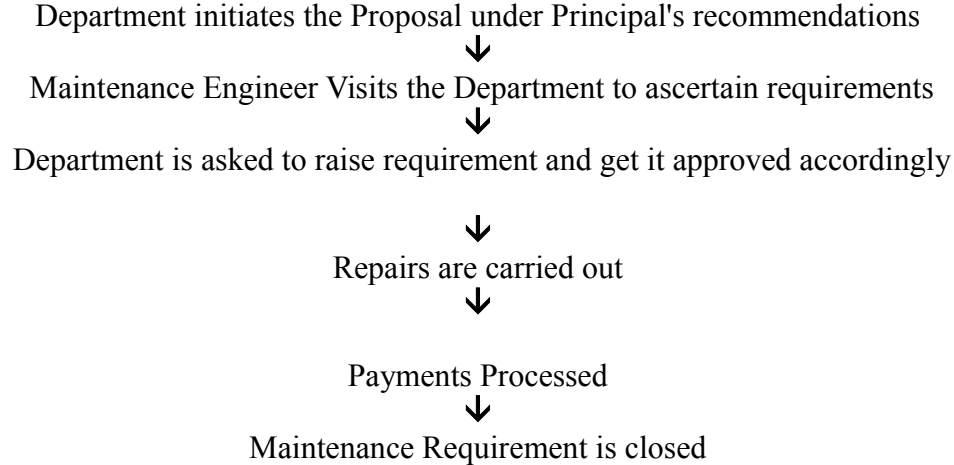 Department initiates the Proposal under Principal's recommendations
Maintenance Engineer Visits the Department to ascertain requirements
Department is asked to raise requirement and get it approved accordingly
Repairs are carried out
Payments Processed
Maintenance Requirement is closed